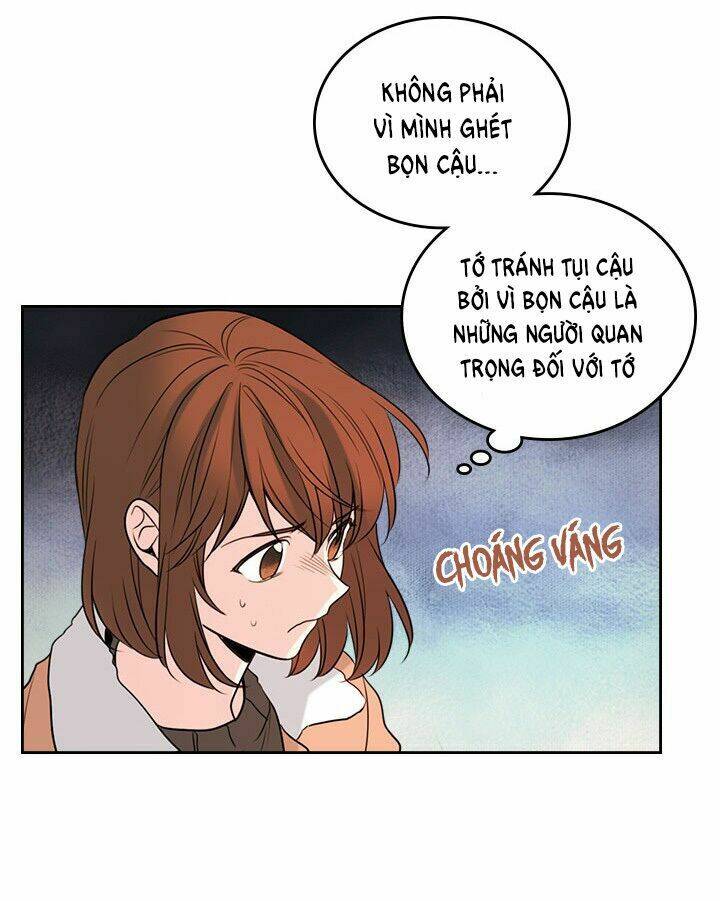 KHÔNG PHẢI
VÌ MÌNH GHÉT
BỌN CẬU...
TỚ TRÁNH TỤI CẬU
BỞI VÌ BỌN CẬU LÀ
NHỮNG NGƯỜI QUAN
TRỌNG ĐỐI VỚI TỚ
CHOÁNG VÁNG